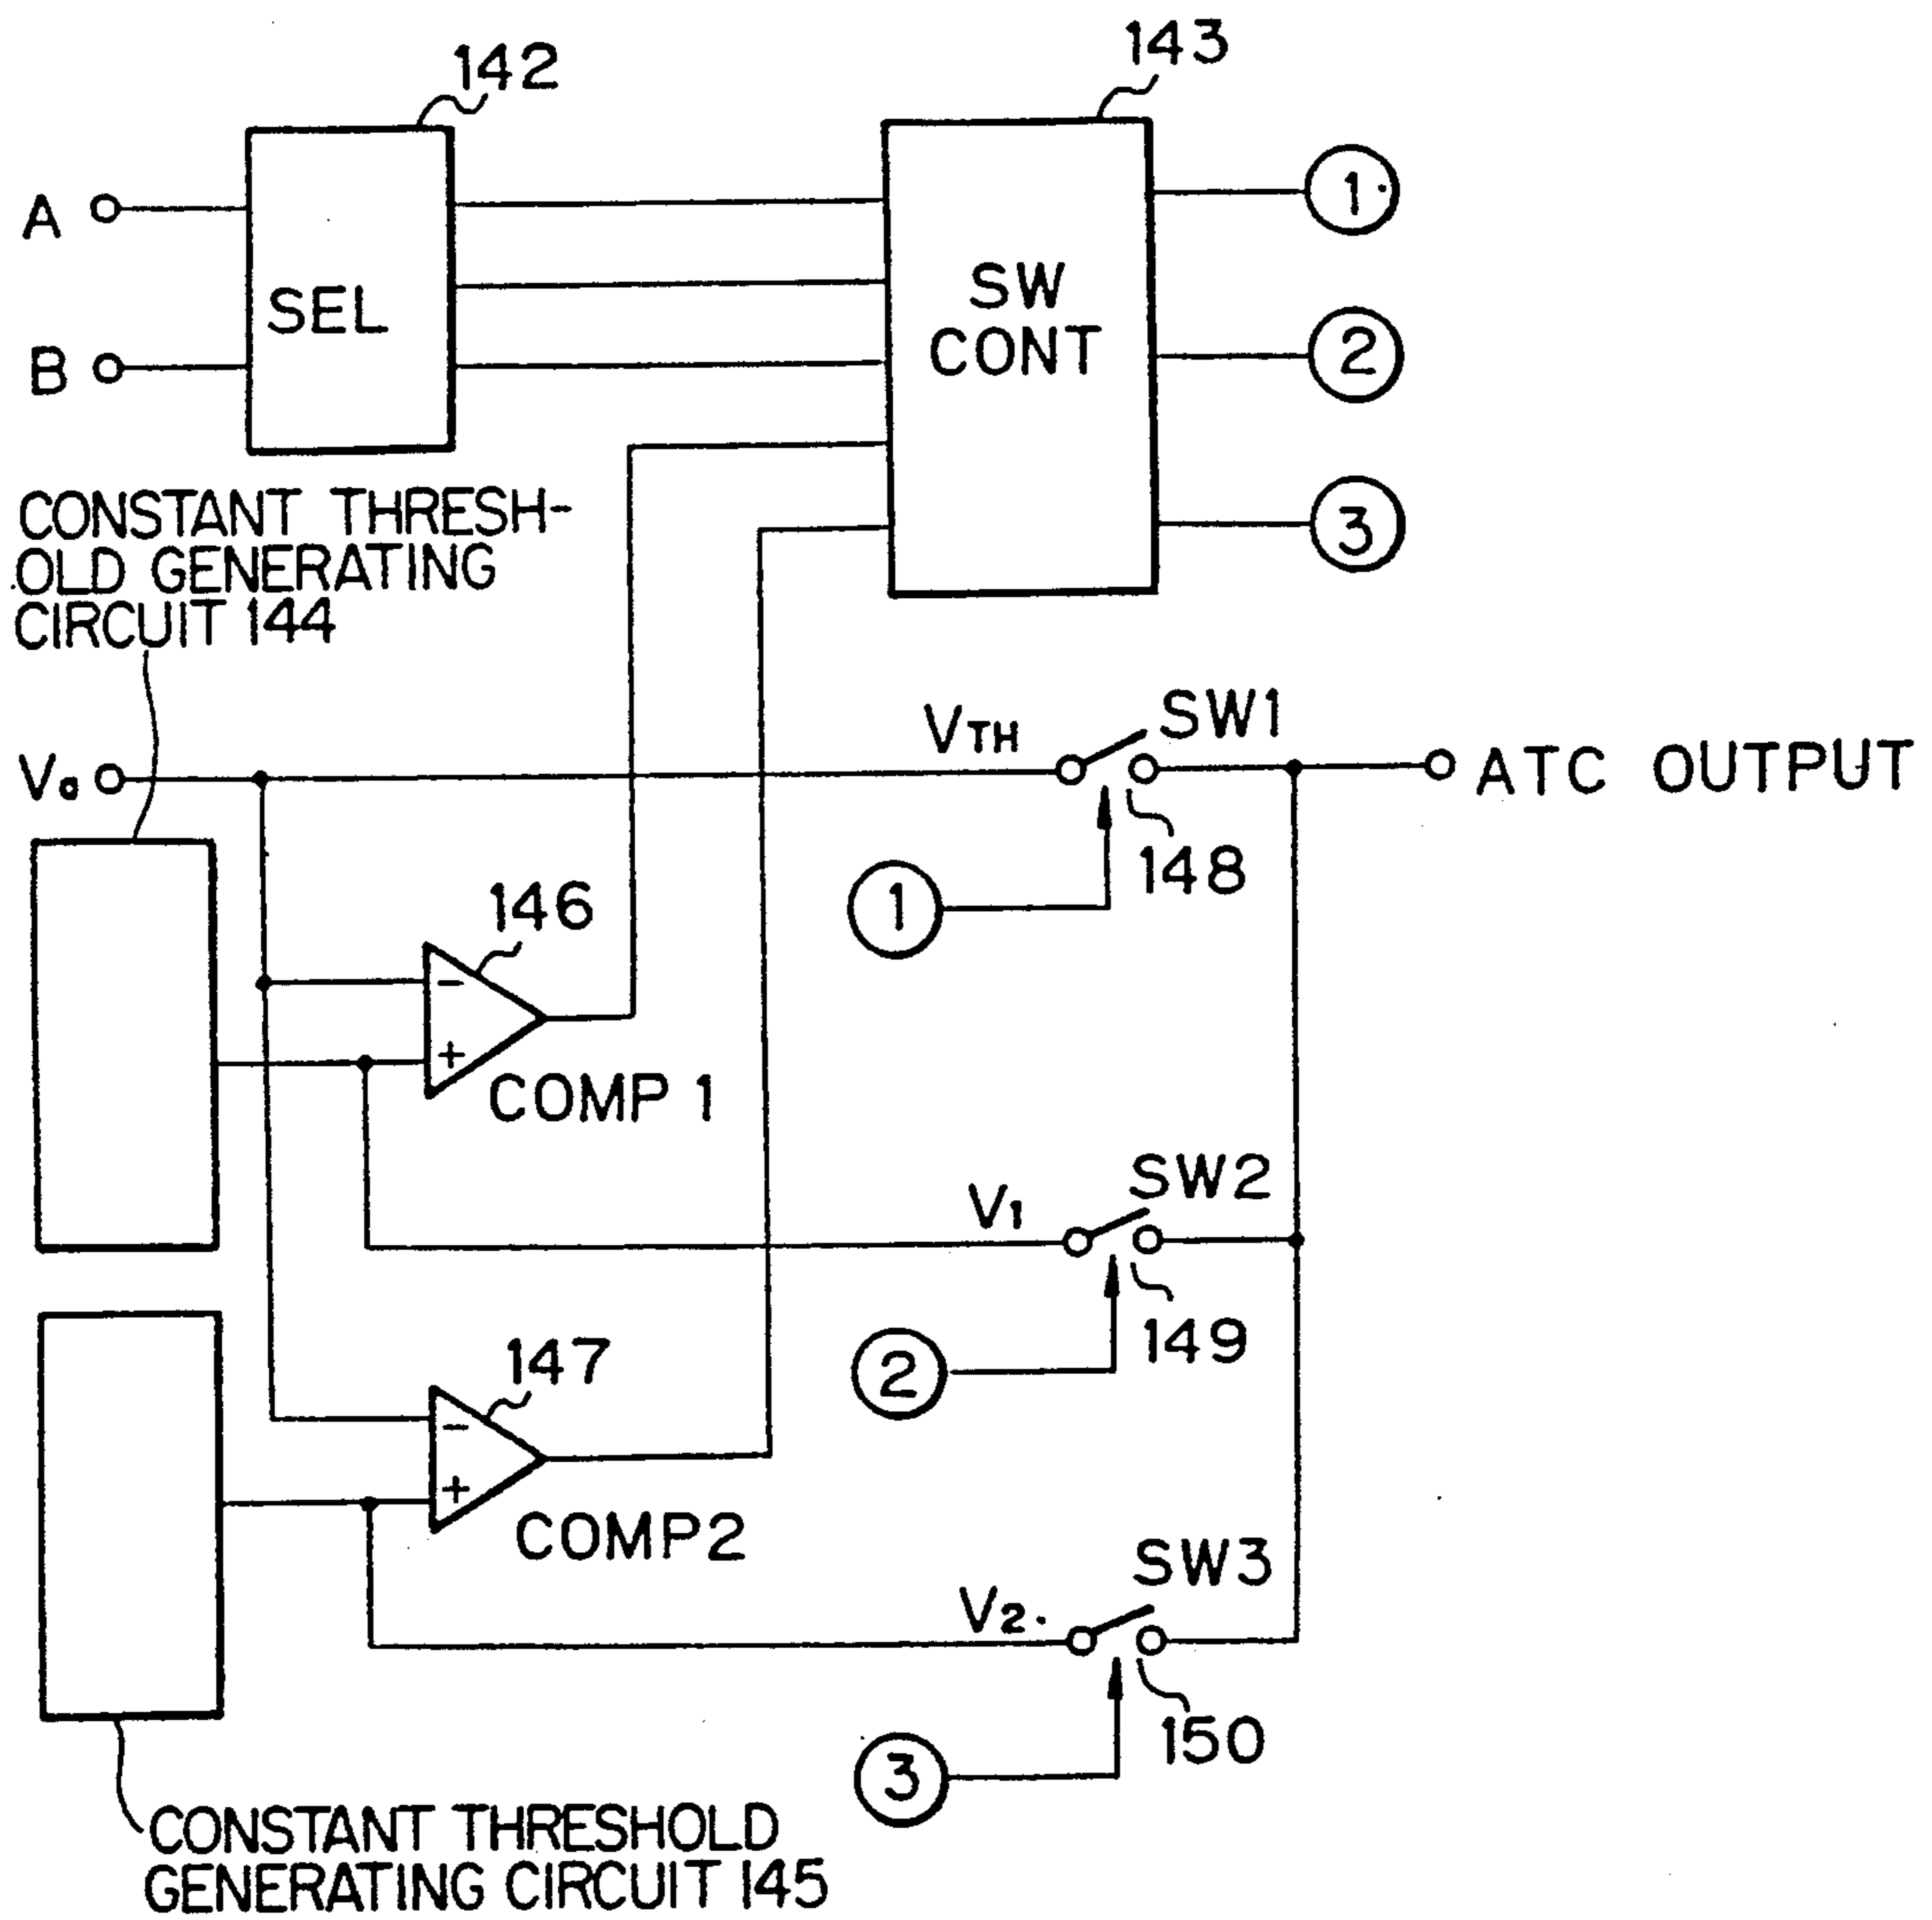 142
143
A
SEL
B
SW
CONT
1
2
3
CONSTANT THRESH-
OLD GENERATING
CIRCUIT 144
VTH
SW1
Vo
ATC OUTPUT
148
1
146
-
+
COMP 1
V1
SW2
149
2
147
-
+
COMP2
V2
SW3
150
3
CONSTANT THRESHOLD
GENERATING CIRCUIT 145